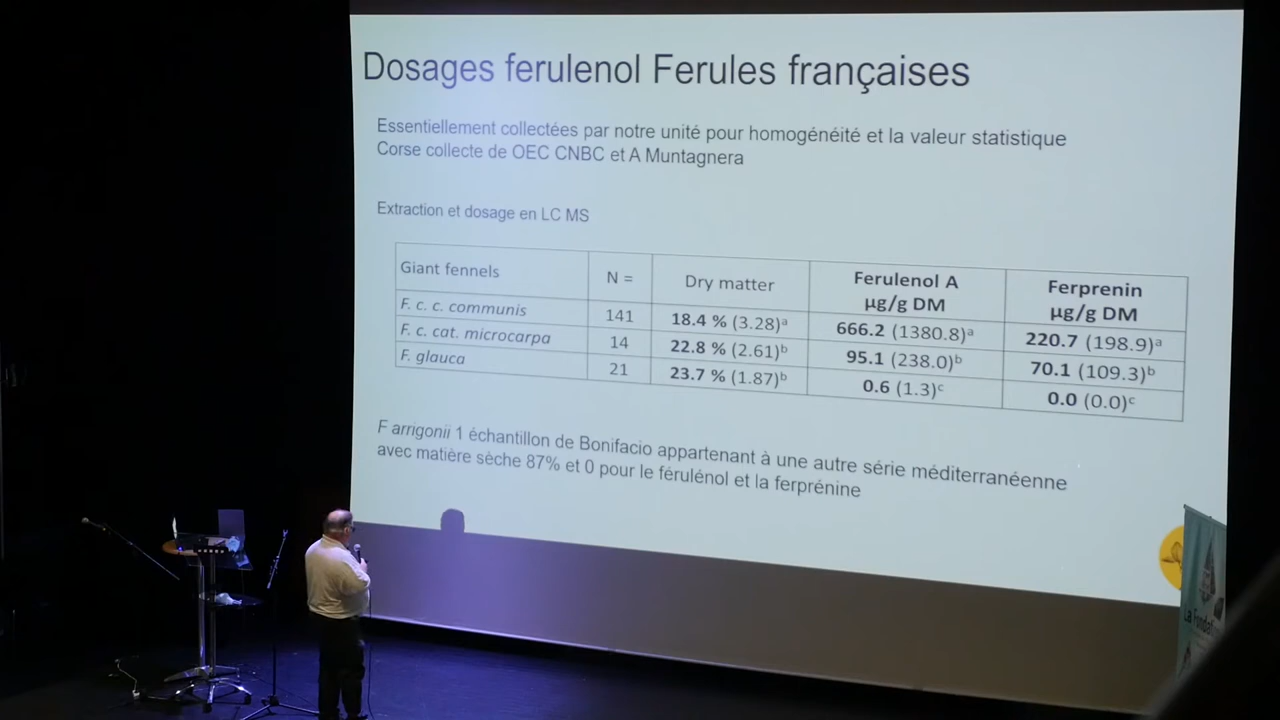 Dosages ferulenol Ferules françaises
Essentiellement collectées par notre unité pour homogénéité et la valeur statistique
Corse collecte de OEC CNBC et A Muntagnera
Extraction et dosage en LC MS
Giant fennels N = Dry matter Ferulenol A µg/g DM Ferprenin µg/g DM
F. c. c. communis 141 18.4 % (3.28)ᵃ 666.2 (1380.8)ᵃ 220.7 (198.9)ᵃ
F. c. cat. microcarpa 14 22.8 % (2.61)ᵇ 95.1 (238.0)ᵇ 70.1 (109.3)ᵇ
F. glauca 21 23.7 % (1.87)ᵇ 0.6 (1.3)ᶜ 0.0 (0.0)ᶜ
F arrigonii 1 échantillon de Bonifacio appartenant à une autre série méditerranéenne
avec matière sèche 87% et 0 pour le férulénol et la ferprénine
La